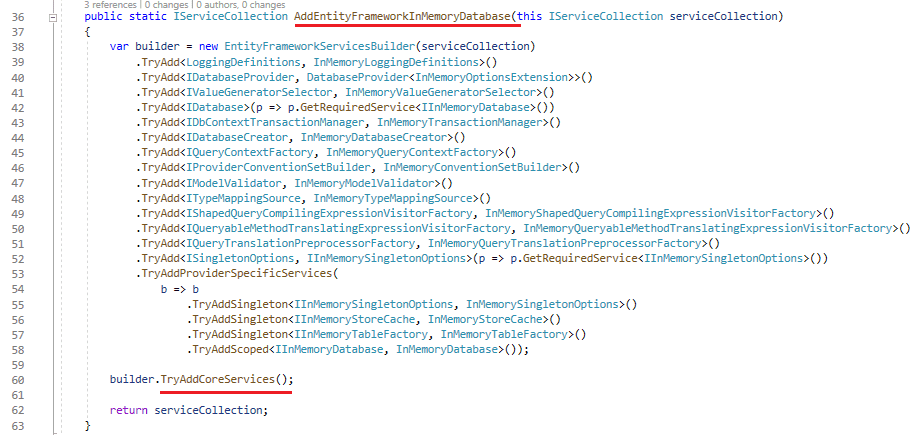 3 references | 0 changes | 0 authors, 0 changes
36 public static IServiceCollection AddEntityFrameworkInMemoryDatabase(this IServiceCollection serviceCollection)
37 {
38 var builder = new EntityFrameworkServicesBuilder(serviceCollection)
39 .TryAdd<LoggingDefinitions, InMemoryLoggingDefinitions>()
40 .TryAdd<IDatabaseProvider, DatabaseProvider<InMemoryOptionsExtension>>()
41 .TryAdd<IValueGeneratorSelector, InMemoryValueGeneratorSelector>()
42 .TryAdd<IDatabase>(p => p.GetRequiredService<IInMemoryDatabase>())
43 .TryAdd<IDbContextTransactionManager, InMemoryTransactionManager>()
44 .TryAdd<IDatabaseCreator, InMemoryDatabaseCreator>()
45 .TryAdd<IQueryContextFactory, InMemoryQueryContextFactory>()
46 .TryAdd<IProviderConventionSetBuilder, InMemoryConventionSetBuilder>()
47 .TryAdd<IModelValidator, InMemoryModelValidator>()
48 .TryAdd<ITypeMappingSource, InMemoryTypeMappingSource>()
49 .TryAdd<IShapedQueryCompilingExpressionVisitorFactory, InMemoryShapedQueryCompilingExpressionVisitorFactory>()
50 .TryAdd<IQueryableMethodTranslatingExpressionVisitorFactory, InMemoryQueryableMethodTranslatingExpressionVisitorFactory>()
51 .TryAdd<IQueryTranslationPreprocessorFactory, InMemoryQueryTranslationPreprocessorFactory>()
52 .TryAdd<ISingletonOptions, IInMemorySingletonOptions>(p => p.GetRequiredService<IInMemorySingletonOptions>())
53 .TryAddProviderSpecificServices(
54 b => b
55 .TryAddSingleton<IInMemorySingletonOptions, InMemorySingletonOptions>()
56 .TryAddSingleton<IInMemoryStoreCache, InMemoryStoreCache>()
57 .TryAddSingleton<IInMemoryTableFactory, InMemoryTableFactory>()
58 .TryAddScoped<IInMemoryDatabase, InMemoryDatabase>());
59
60 builder.TryAddCoreServices();
61
62 return serviceCollection;
63 }